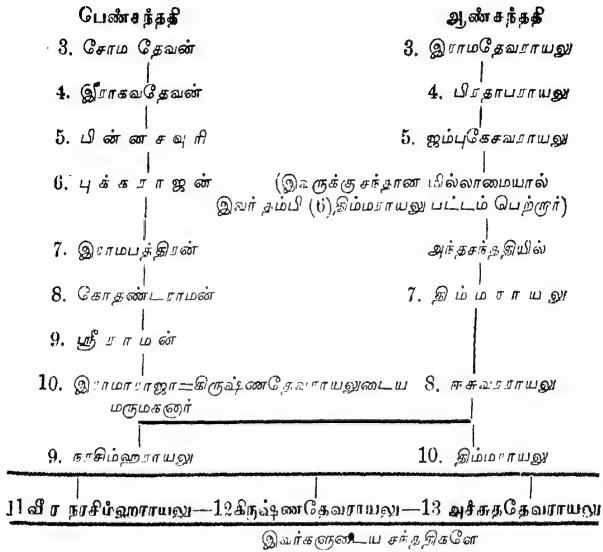 பெண்சந்ததி ஆண்சந்ததி
3. சோம தேவன் 3. இராமதேவராயலு
4. இராகவதேவன் 4. பிரதாபராயலு
5. பின்னசவுரி 5. ஜம்புகேசவராயலு
6. புக்கராஜன் (இவருக்கு சந்தான மில்லாமையால்
இவர் தம்பி (6) திம்மராயலு பட்டம் பெற்றார்)
7. இராமபத்திரன் அந்தசந்ததியில்
8. கோதண்டராமன் 7. திம்மராயலு
9. ஸ்ரீராமன்
10. இராமாராஜா=கிருஷ்ணதேவராயலுடைய 8. ஈசுவரராயலு
மருமகனார்
9. நரசிம்ஹராயலு 10. திம்மராயலு
11 வீர நரசிம்ஹராயலு—12கிருஷ்ணதேவராயலு—13 அச்சுததேவராயலு
இவர்களுடைய சந்ததிகளே